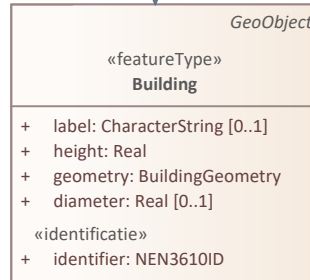 GeoObject
«featureType»
Building
+ label: CharacterString [0..1]
+ height: Real
+ geometry: BuildingGeometry
+ diameter: Real [0..1]
«identificatie»
+ identifier: NEN3610ID